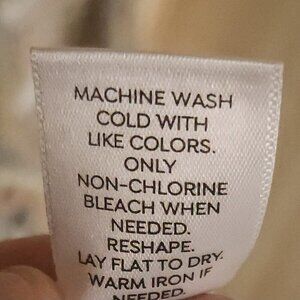 MACHINE WASH
COLD WITH
LIKE COLORS.
ONLY
NON-CHLORINE
BLEACH WHEN
NEEDED.
RESHAPE.
LAY FLAT TO DRY.
WARM IRON IF
NEEDED.